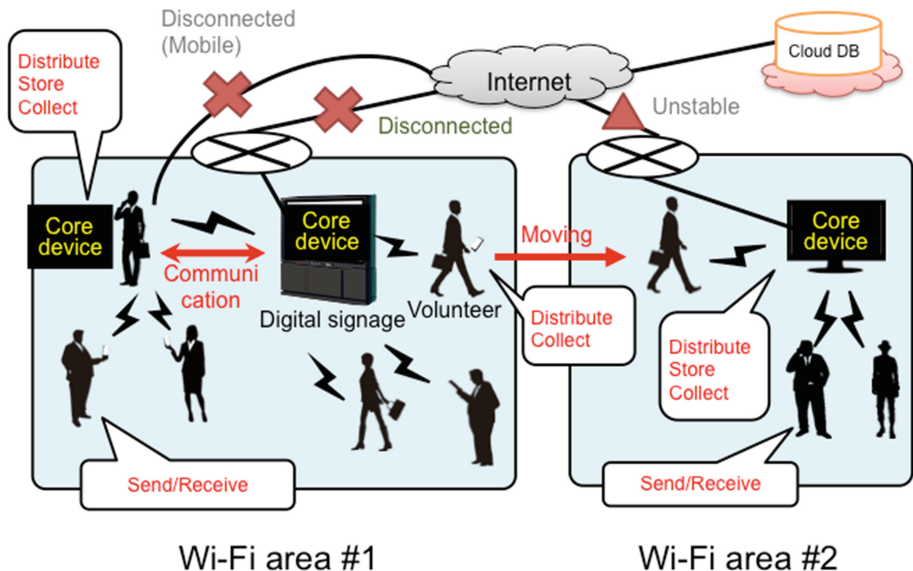 Disconnected
(Mobile)
Distribute
Store
Collect
Internet
Cloud DB
Disconnected
Unstable
Core
device
Core
device
Communi
cation
Digital signage
Volunteer
Moving
Distribute
Collect
Core
device
Distribute
Store
Collect
Send/Receive
Send/Receive
Wi-Fi area #1
Wi-Fi area #2